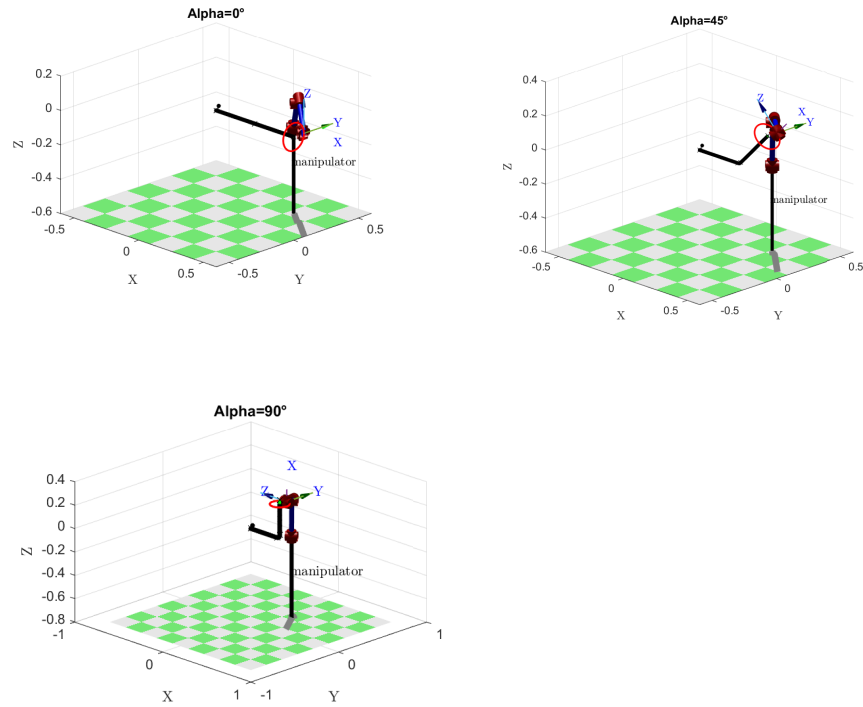 Alpha=0°
0.2
0
-0.2
-0.4
-0.6
Z
-0.5
0
0.5
X
-0.5
0
0.5
Y
Z
Y
X
manipulator
Alpha=45°
0.4
0.2
0
-0.2
-0.4
-0.6
Z
-0.5
0
0.5
X
-0.5
0
0.5
Y
Z
X
Y
manipulator
Alpha=90°
0.4
0.2
0
-0.2
-0.4
-0.6
-0.8
Z
-1
0
1
X
-1
0
1
Y
X
Z
Y
manipulator